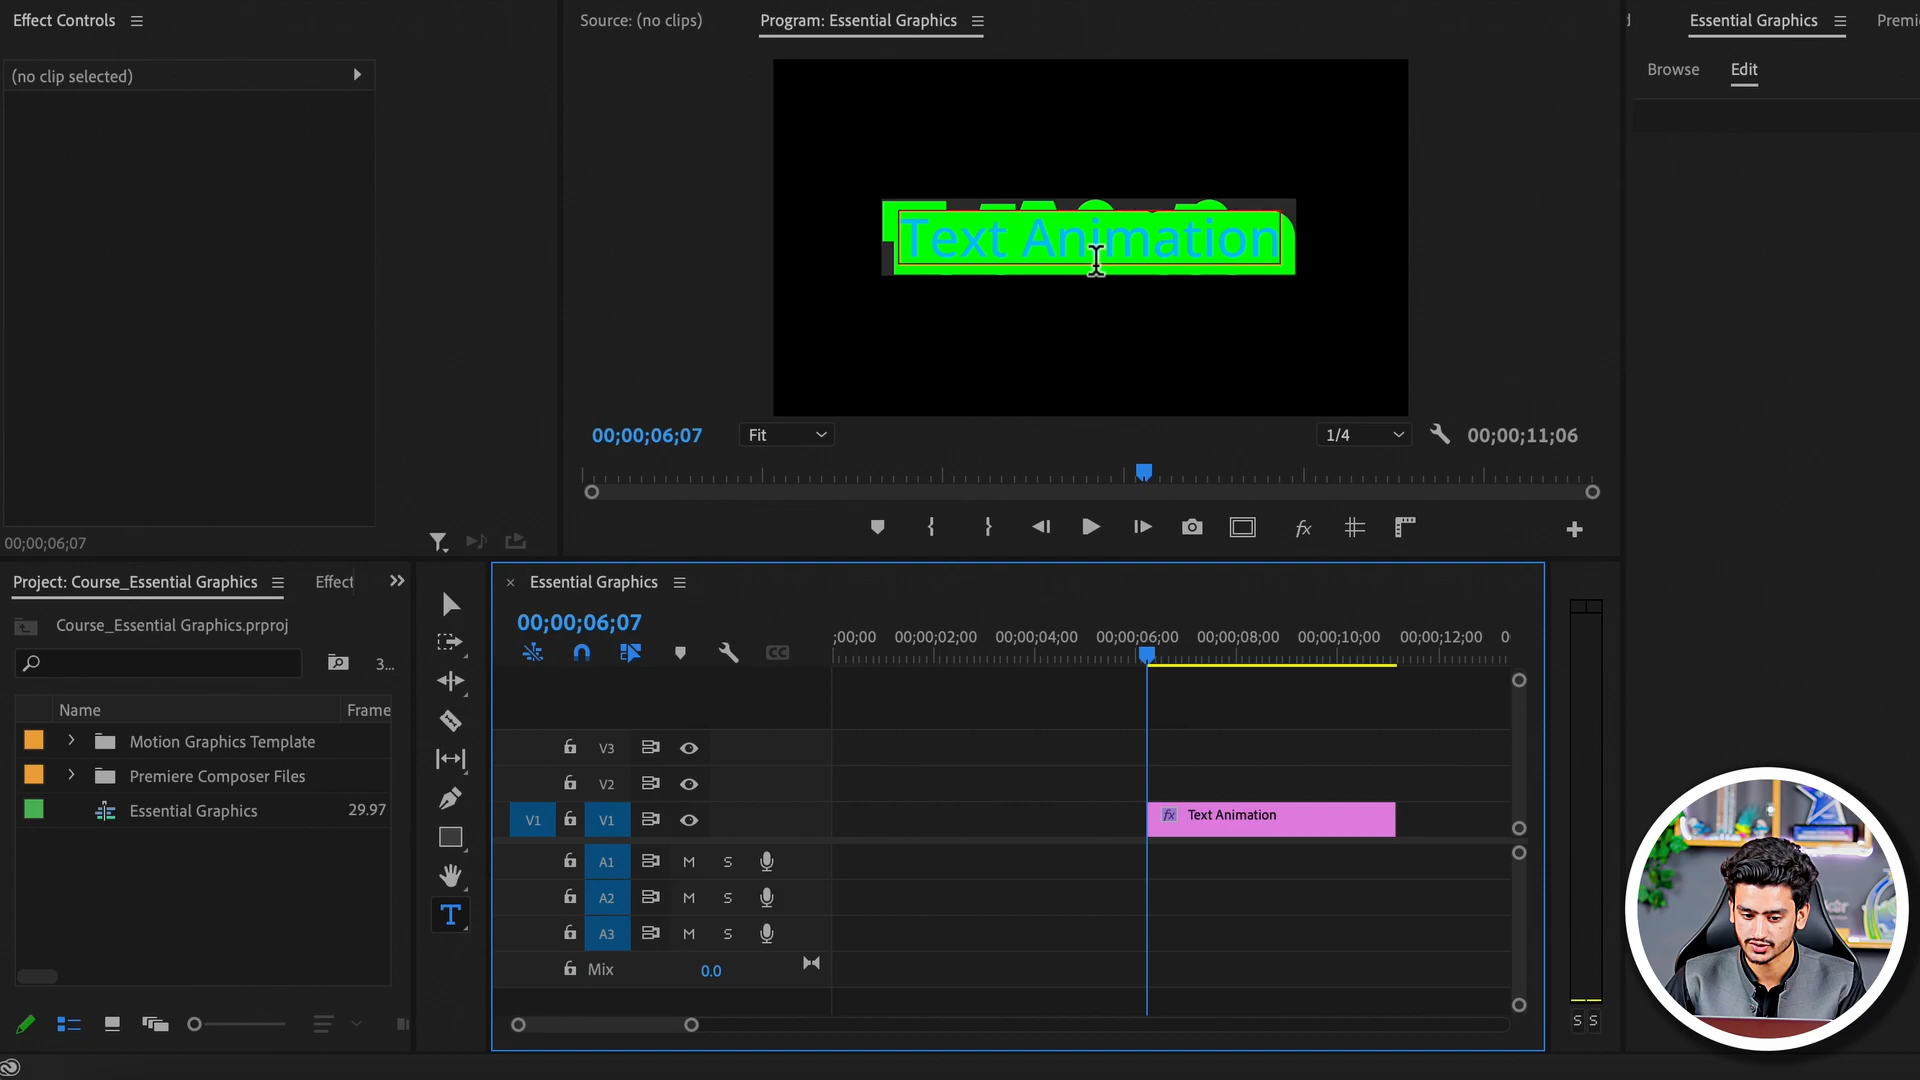 Effect Controls
Source: (no clips)
Program: Essential Graphics
Essential Graphics
Premi
(no clip selected)
Browse
Edit
Text Animation
00;00;06;07
Fit
1/4
00;00;11;06
fx
00;00;06;07
Project: Course_Essential Graphics
Effect
Essential Graphics
Course_Essential Graphics.prproj
00;00;06;07
;00;00
00;00;02;00
00;00;04;00
00;00;06;00
00;00;08;00
00;00;10;00
00;00;12;00
0
3...
CC
Name
Frame
Motion Graphics Template
V3
Premiere Composer Files
V2
Essential Graphics
29.97
V1
V1
fx
Text Animation
A1
M
S
A2
M
S
T
A3
M
S
Mix
0.0
S
S